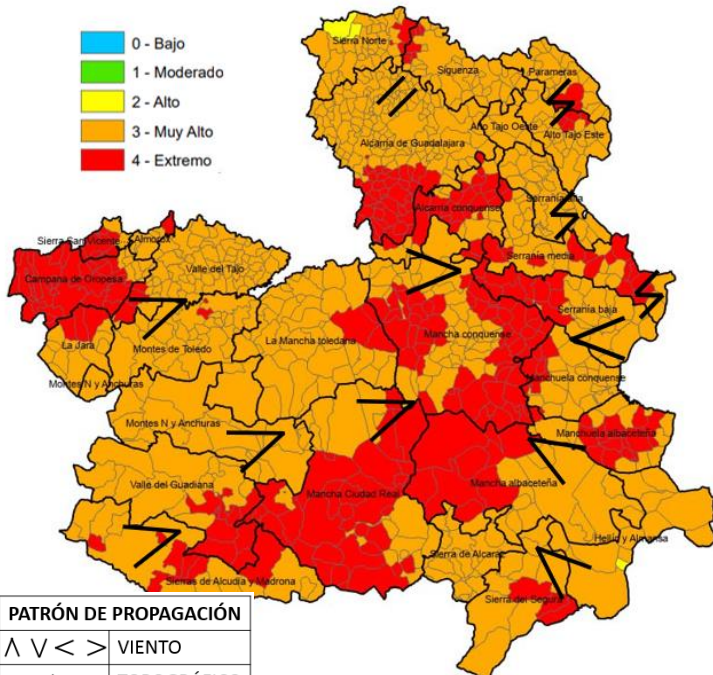 0 - Bajo
1 - Moderado
2 - Alto
3 - Muy Alto
4 - Extremo
Sierra Norte
Siguenza
Parameras
Alto Tajo Oeste
Alto Tajo Este
Alcarria de Guadalajara
Alcarria conquense
Serranía alta
Serranía media
Sierra San Vicente
Almorox
Valle del Tajo
Campana de Oropesa
Serranía baja
La Jara
Montes de Toledo
La Mancha toledana
Mancha conquense
Manchuela conquense
Montes N y Anchuras
Montes N y Anchuras
Manchuela albaceteña
Valle del Guadiana
Mancha Ciudad Real
Mancha albaceteña
Hellín y Almansa
Sierra de Alcaraz
Sierras de Alcudia y Madrona
Sierra del Segura
PATRÓN DE PROPAGACIÓN
Λ V < > VIENTO